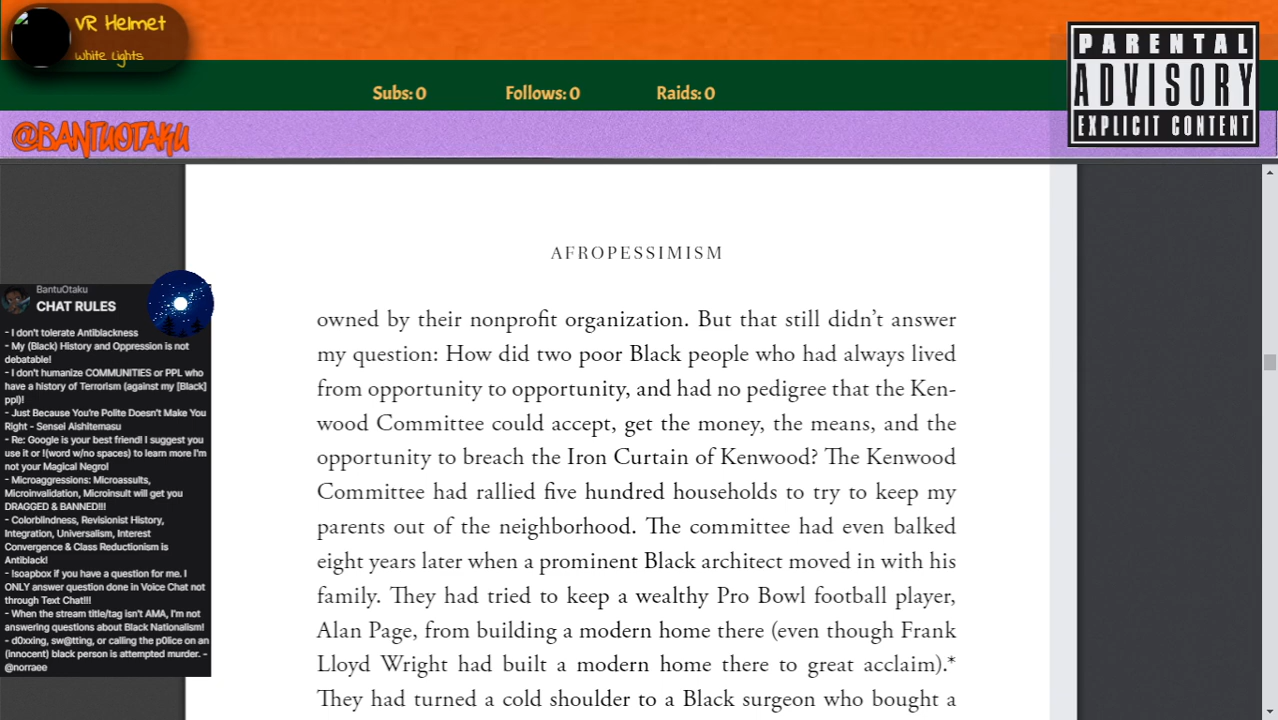 VR Helmet
White Lights
Subs: 0
Follows: 0
Raids: 0
PARENTAL
ADVISORY
EXPLICIT CONTENT
@BANTUOTAKU
AFROPESSIMISM
BantuOtaku
CHAT RULES
- I don't tolerate Antiblackness
- My (Black) History and Oppression is not
debatable!
- I don't humanize COMMUNITIES or PPL who
have a history of Terrorism (against my [Black]
ppl)!
- Just Because You're Polite Doesn't Make You
Right - Sensei Aishitemasu
- Re: Google is your best friend! I suggest you
use it or !(word w/no spaces) to learn more I'm
not your Magical Negro!
- Microaggressions: Microassults,
Microinvalidation, Microinsult will get you
DRAGGED & BANNED!!!
- Colorblindness, Revisionist History,
Integration, Universalism, Interest
Convergence & Class Reductionism is
Antiblack!
- !soapbox if you have a question for me. I
ONLY answer question done in Voice Chat not
through Text Chat!!!
- When the stream title/tag isn't AMA, I'm not
answering questions about Black Nationalism!
- d0xxing, sw@tting, or calling the p0lice on an
(innocent) black person is attempted murder. -
@norraee
owned by their nonprofit organization. But that still didn’t answer
my question: How did two poor Black people who had always lived
from opportunity to opportunity, and had no pedigree that the Ken-
wood Committee could accept, get the money, the means, and the
opportunity to breach the Iron Curtain of Kenwood? The Kenwood
Committee had rallied five hundred households to try to keep my
parents out of the neighborhood. The committee had even balked
eight years later when a prominent Black architect moved in with his
family. They had tried to keep a wealthy Pro Bowl football player,
Alan Page, from building a modern home there (even though Frank
Lloyd Wright had built a modern home there to great acclaim).*
They had turned a cold shoulder to a Black surgeon who bought a